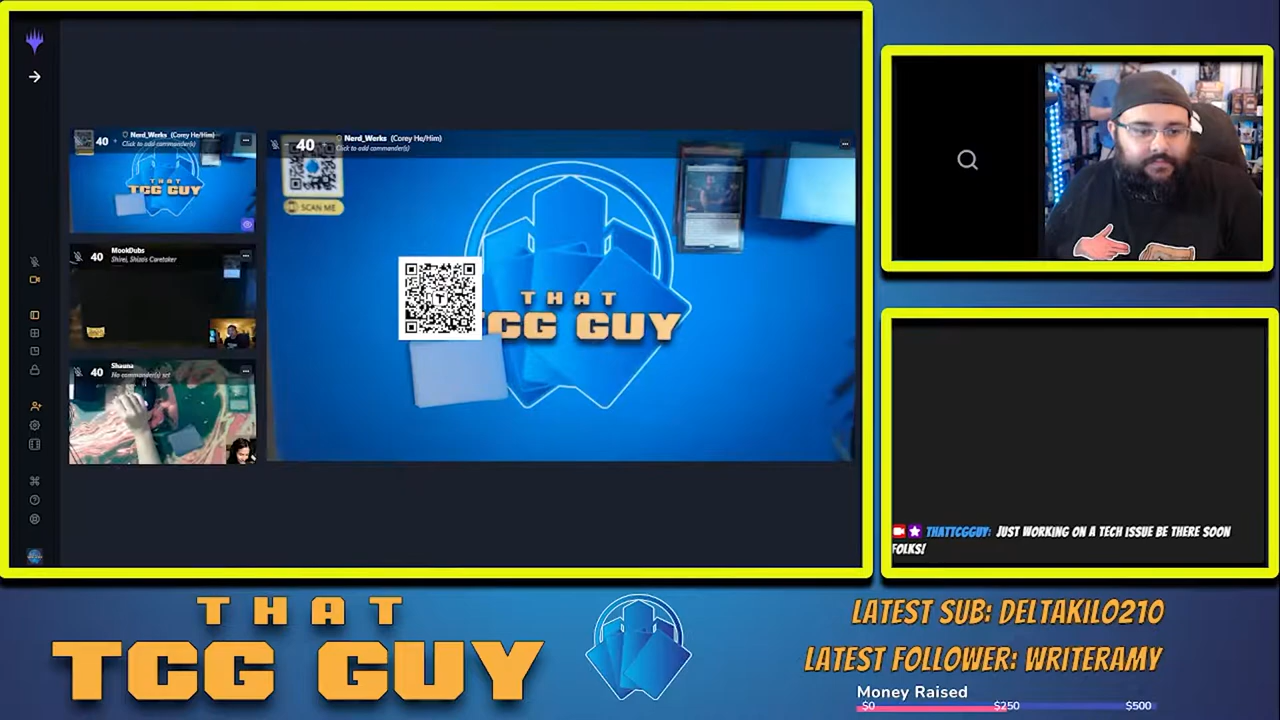 40
Nerd_Werks (Corey He/Him)
Click to add commander(s)
THAT
TCG GUY
40
MookDubs
Shirei, Shizo's Caretaker
40
Shauna
No commander(s) set
40
Nerd_Werks (Corey He/Him)
Click to add commander(s)
SCAN ME
T
THAT
TCG GUY
THATTCGGUY: JUST WORKING ON A TECH ISSUE BE THERE SOON
FOLKS!
THAT
TCG GUY
LATEST SUB: DELTAKILO210
LATEST FOLLOWER: WRITERAMY
Money Raised
$0 $250 $500